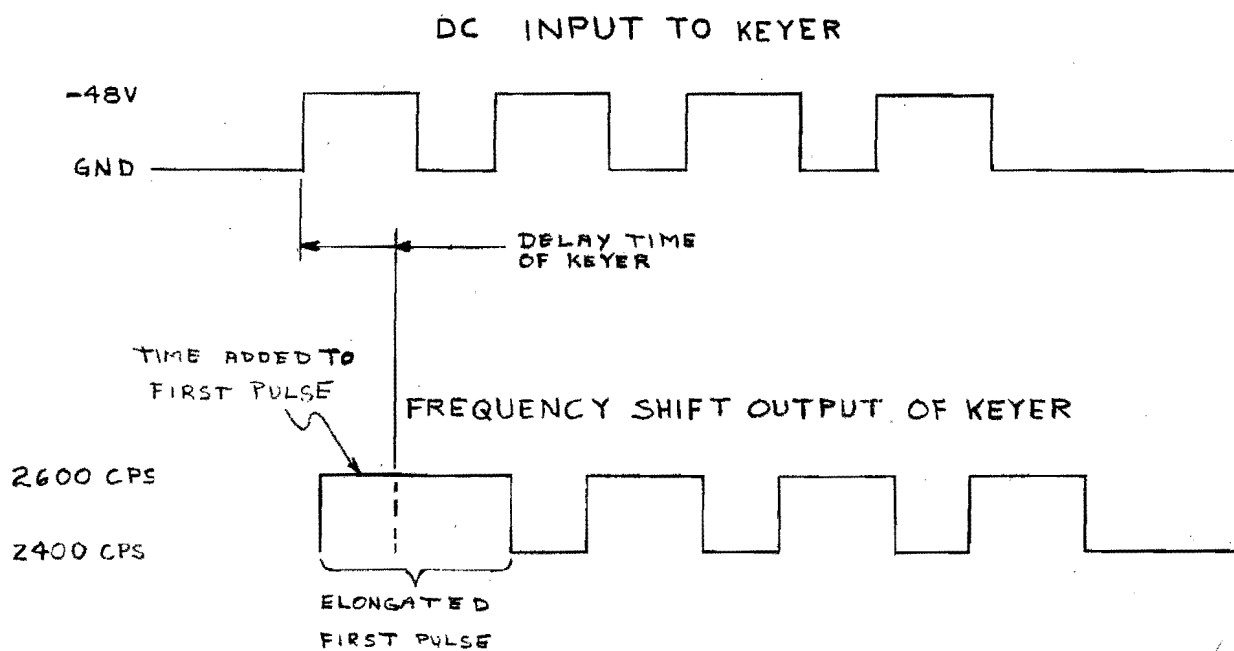 DC INPUT TO KEYER
-48V
GND
DELAY TIME
OF KEYER
TIME ADDED TO
FIRST PULSE
FREQUENCY SHIFT OUTPUT OF KEYER
2600 CPS
2400 CPS
ELONGATED
FIRST PULSE